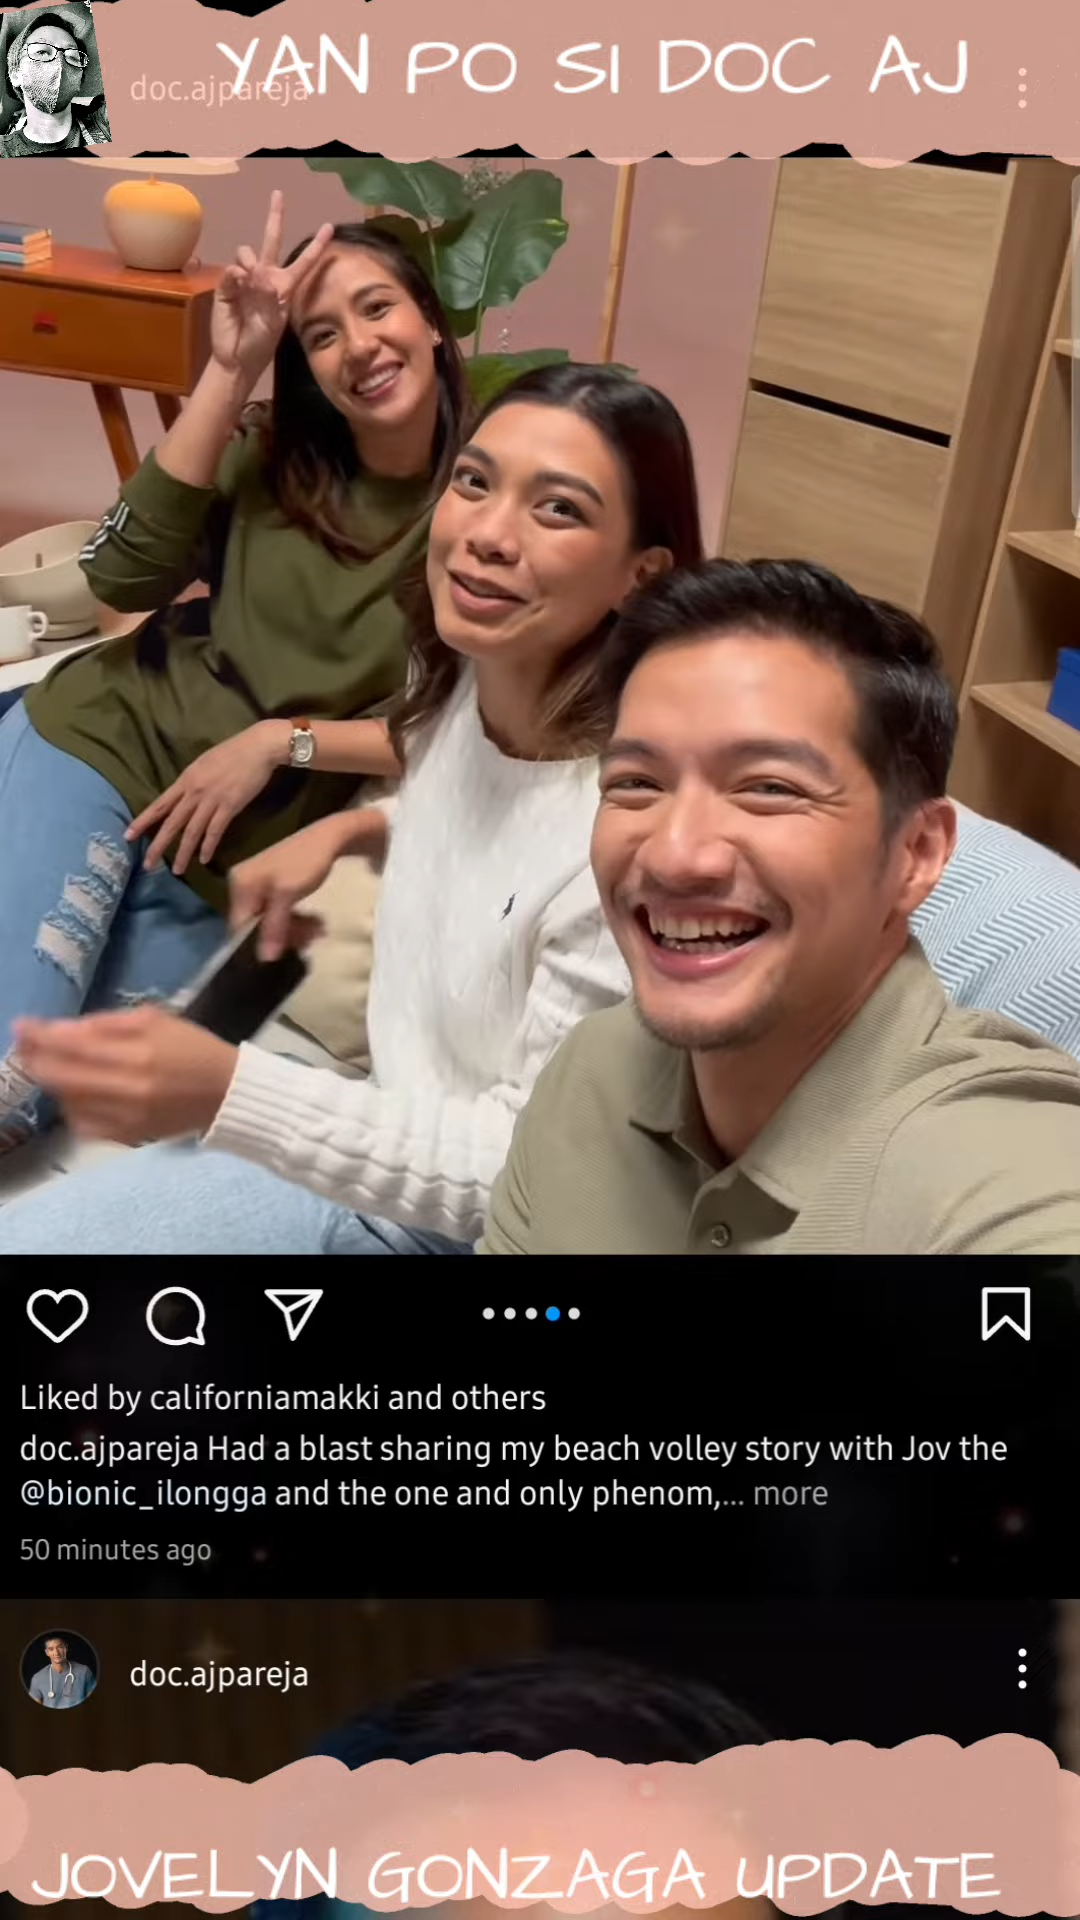 YAN PO SI DOC AJ
doc.ajpareja
Liked by californiamakki and others
doc.ajpareja Had a blast sharing my beach volley story with Jov the
@bionic_ilongga and the one and only phenom,... more
50 minutes ago
doc.ajpareja
JOVELYN GONZAGA UPDATE